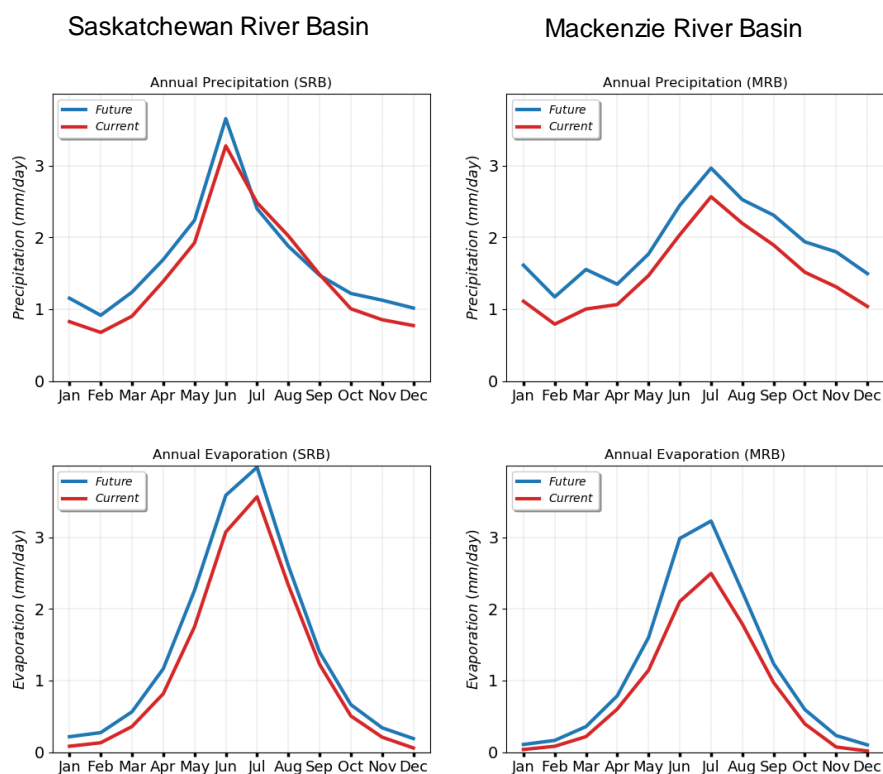 Saskatchewan River Basin
Mackenzie River Basin
Annual Precipitation (SRB)
Future
Current
Precipitation (mm/day)
3
2
1
0
Jan Feb Mar Apr May Jun Jul Aug Sep Oct Nov Dec
Annual Precipitation (MRB)
Future
Current
Precipitation (mm/day)
3
2
1
0
Jan Feb Mar Apr May Jun Jul Aug Sep Oct Nov Dec
Annual Evaporation (SRB)
Future
Current
Evaporation (mm/day)
3
2
1
0
Jan Feb Mar Apr May Jun Jul Aug Sep Oct Nov Dec
Annual Evaporation (MRB)
Future
Current
Evaporation (mm/day)
3
2
1
0
Jan Feb Mar Apr May Jun Jul Aug Sep Oct Nov Dec